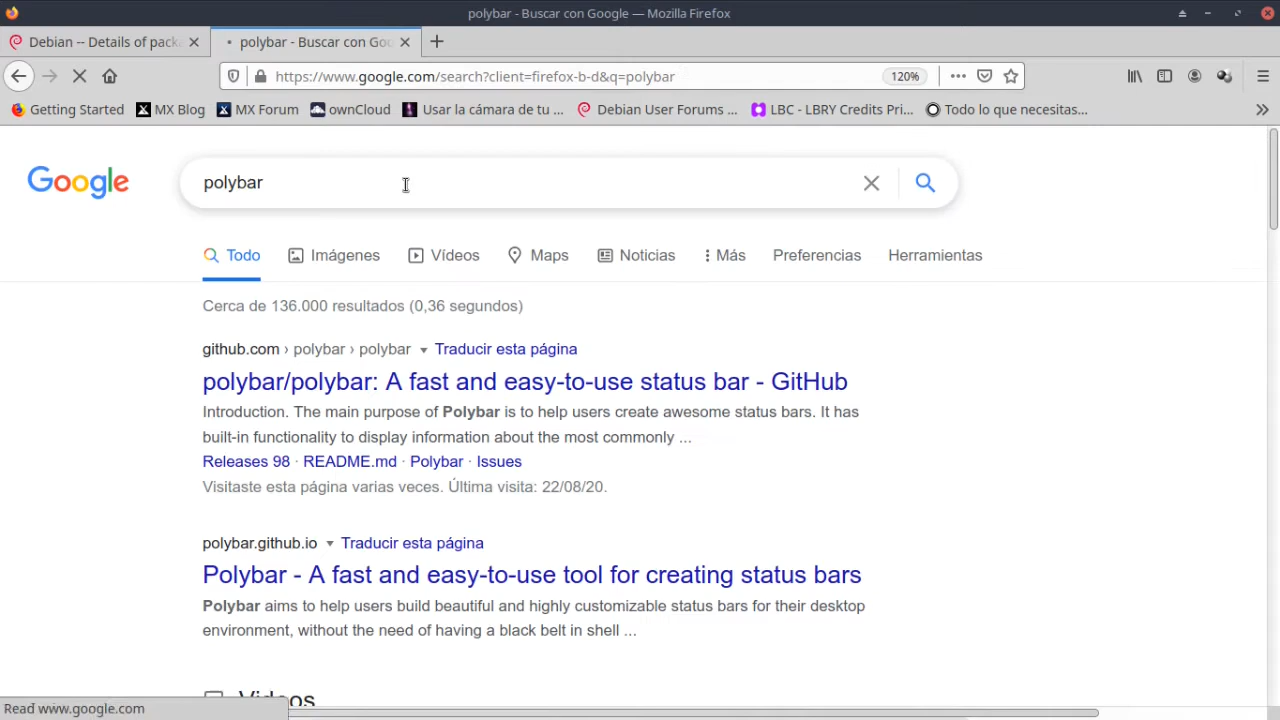 polybar - Buscar con Google — Mozilla Firefox
Debian -- Details of pack
polybar - Buscar con Goo
https://www.google.com/search?client=firefox-b-d&q=polybar
120%
Getting Started
MX Blog
MX Forum
ownCloud
Usar la cámara de tu ...
Debian User Forums ...
LBC - LBRY Credits Pri...
Todo lo que necesitas...
Google
polybar
Todo
Imágenes
Vídeos
Maps
Noticias
Más
Preferencias
Herramientas
Cerca de 136.000 resultados (0,36 segundos)
github.com › polybar › polybar
Traducir esta página
polybar/polybar: A fast and easy-to-use status bar - GitHub
Introduction. The main purpose of Polybar is to help users create awesome status bars. It has
built-in functionality to display information about the most commonly ...
Releases 98 · README.md · Polybar · Issues
Visitaste esta página varias veces. Última visita: 22/08/20.
polybar.github.io
Traducir esta página
Polybar - A fast and easy-to-use tool for creating status bars
Polybar aims to help users build beautiful and highly customizable status bars for their desktop
environment, without the need of having a black belt in shell ...
Videos
Read www.google.com